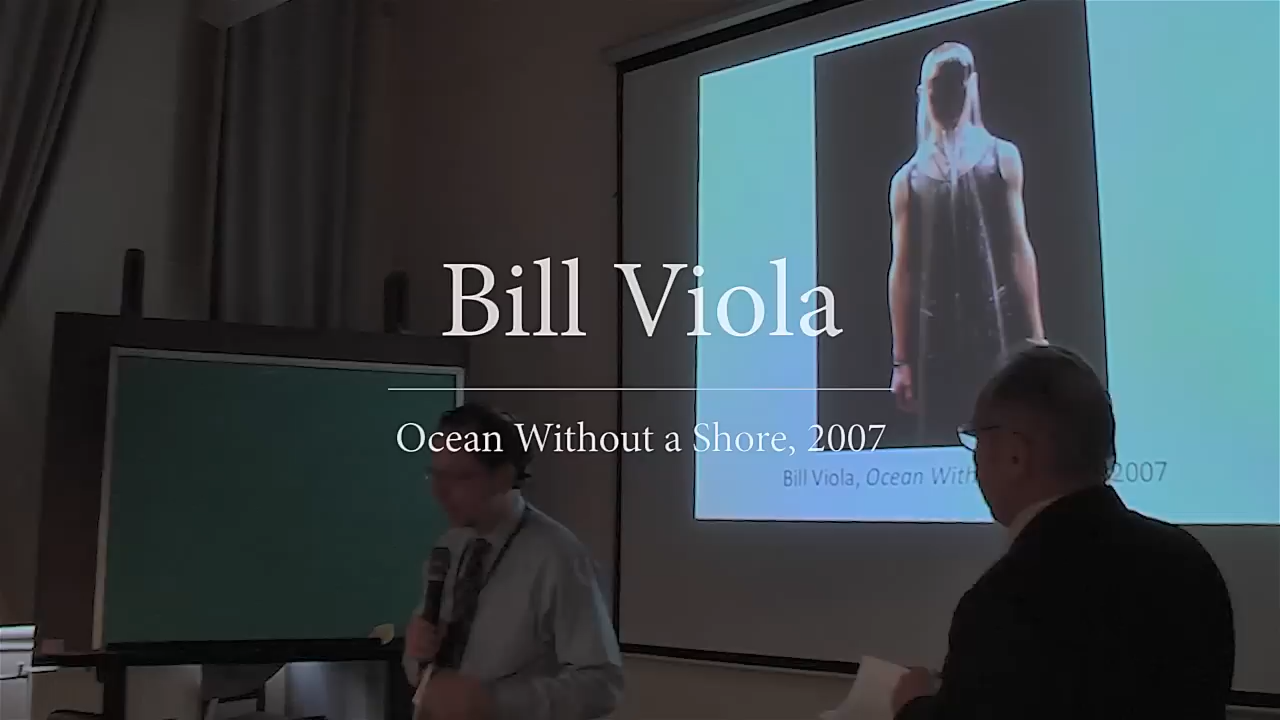 Bill Viola
Ocean Without a Shore, 2007
Bill Viola, Ocean With 2007